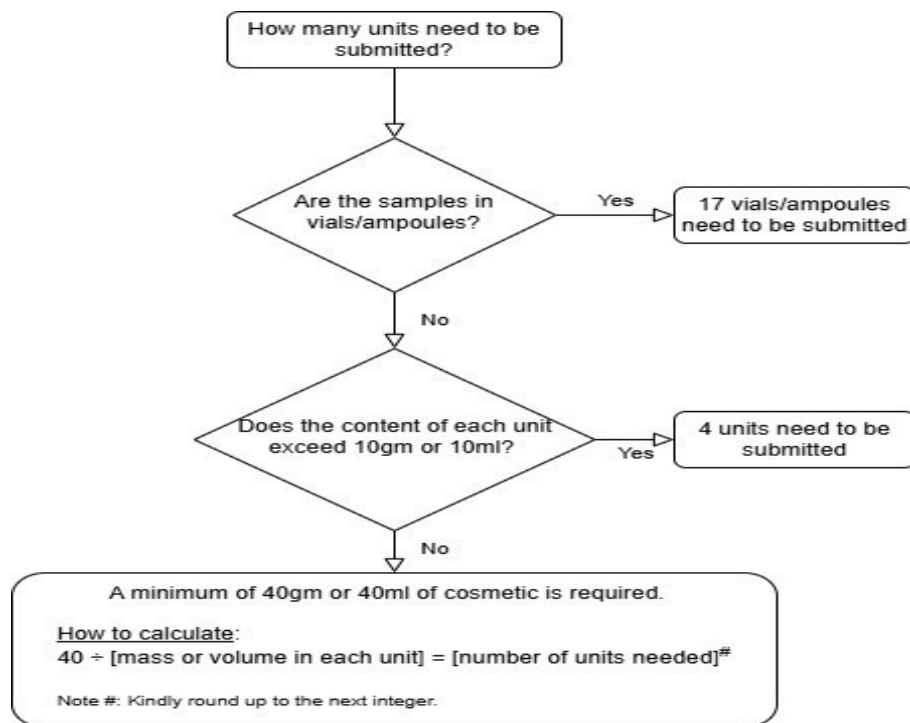 How many units need to be
submitted?
Are the samples in
vials/ampoules?
Yes
17 vials/ampoules
need to be submitted
No
Does the content of each unit
exceed 10gm or 10ml?
Yes
4 units need to be
submitted
No
A minimum of 40gm or 40ml of cosmetic is required.
How to calculate:
40 ÷ [mass or volume in each unit] = [number of units needed]#
Note #: Kindly round up to the next integer.